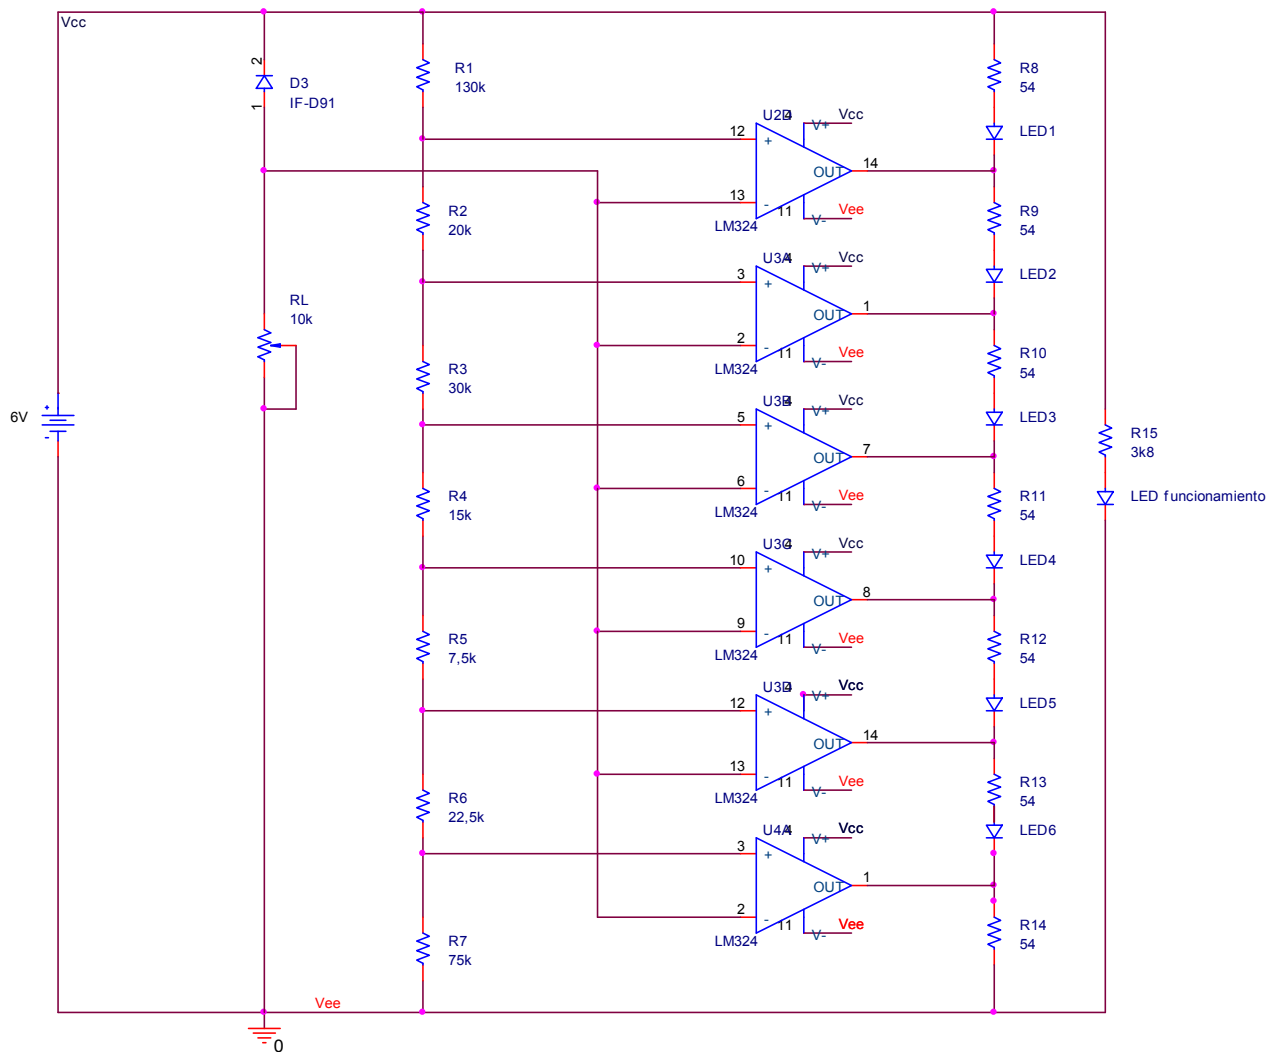 Vcc
2
D3
IF-D91
1
R1
130k
R8
54
LED1
U2D
4
V+
Vcc
12
+
OUT
14
13
-
11
V-
Vee
LM324
R2
20k
R9
54
LED2
U3A
4
V+
Vcc
3
+
OUT
1
2
-
11
V-
Vee
LM324
RL
10k
R3
30k
R10
54
LED3
6V
+
-
U3B
4
V+
Vcc
5
+
OUT
7
6
-
11
V-
Vee
LM324
R15
3k8
LED funcionamiento
R4
15k
R11
54
LED4
U3C
4
V+
Vcc
10
+
OUT
8
9
-
11
V-
Vee
LM324
R5
7,5k
R12
54
LED5
U3D
4
V+
Vcc
12
+
OUT
14
13
-
11
V-
Vee
LM324
R6
22,5k
R13
54
LED6
U4A
4
V+
Vcc
3
+
OUT
1
2
-
11
V-
Vee
LM324
R7
75k
R14
54
Vee
0